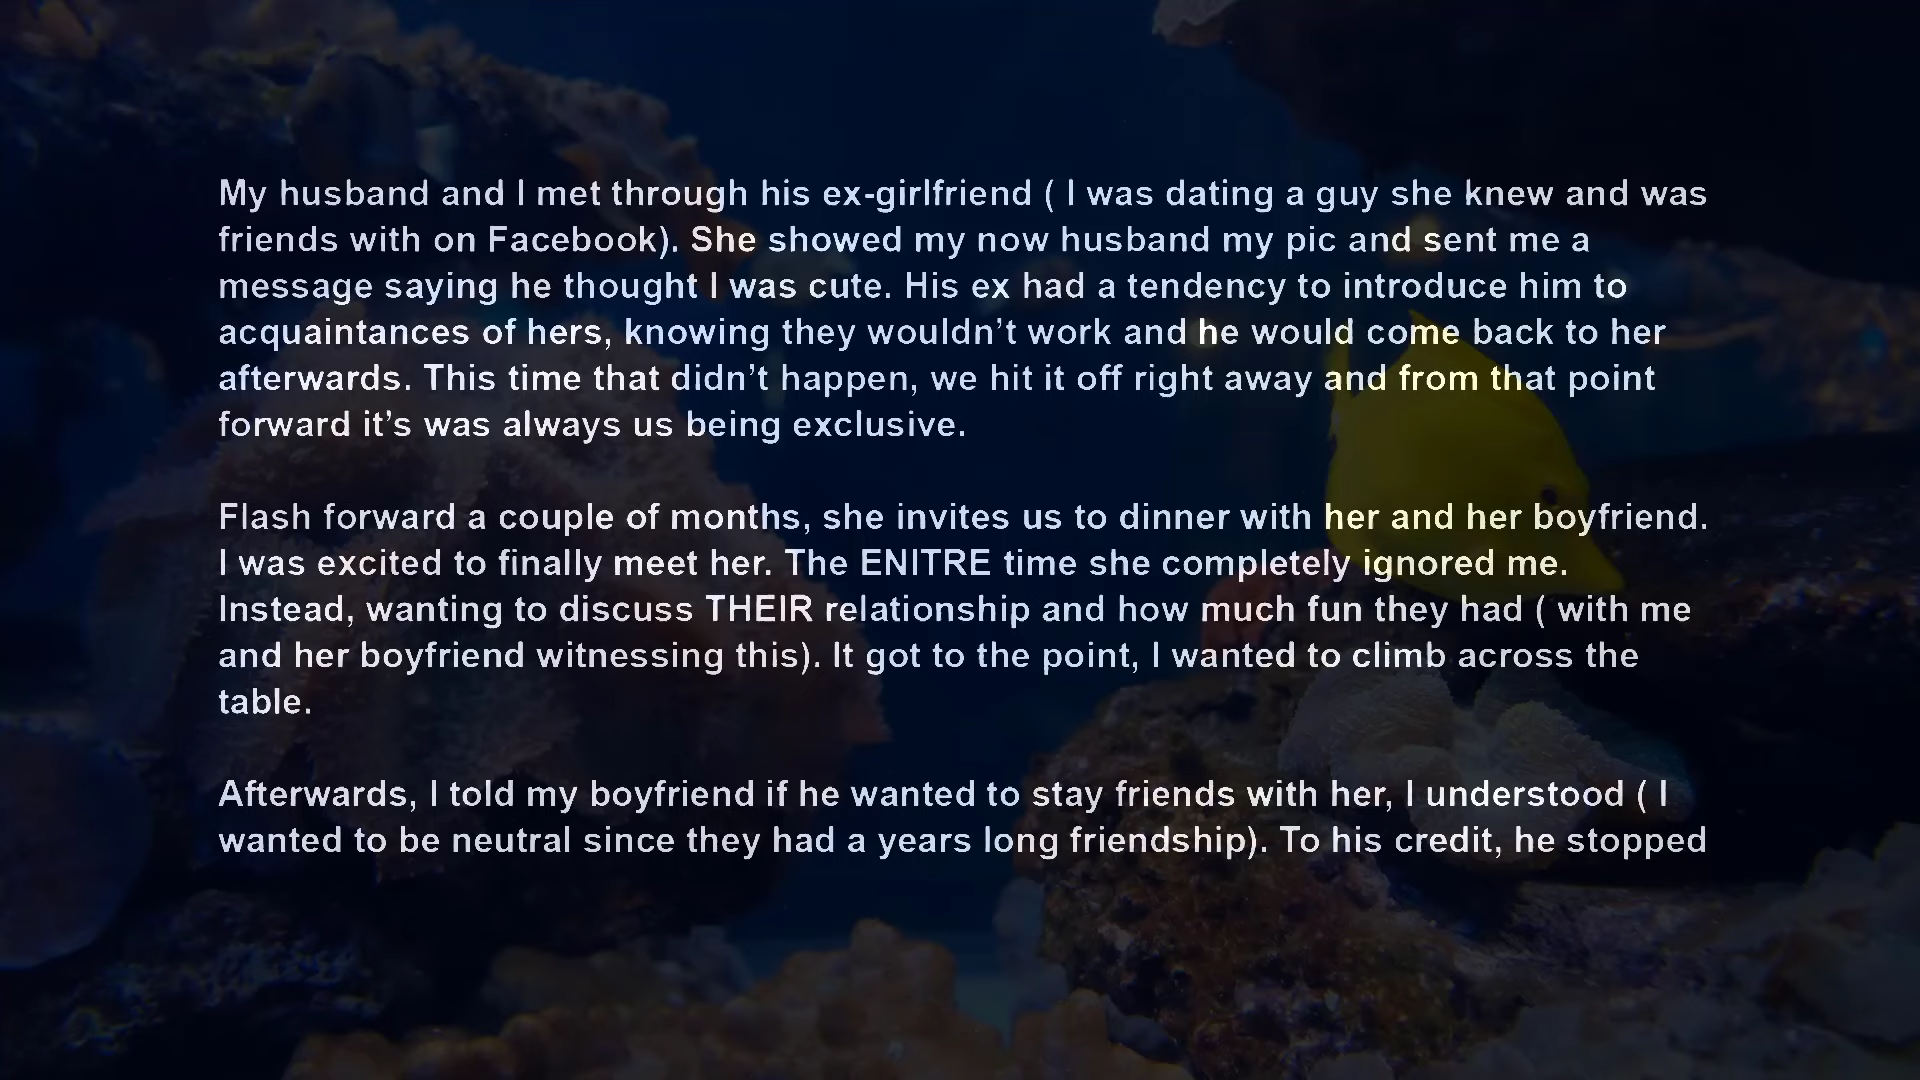 My husband and I met through his ex-girlfriend ( I was dating a guy she knew and was
friends with on Facebook). She showed my now husband my pic and sent me a
message saying he thought I was cute. His ex had a tendency to introduce him to
acquaintances of hers, knowing they wouldn’t work and he would come back to her
afterwards. This time that didn’t happen, we hit it off right away and from that point
forward it’s was always us being exclusive.

Flash forward a couple of months, she invites us to dinner with her and her boyfriend.
I was excited to finally meet her. The ENITRE time she completely ignored me.
Instead, wanting to discuss THEIR relationship and how much fun they had ( with me
and her boyfriend witnessing this). It got to the point, I wanted to climb across the
table.

Afterwards, I told my boyfriend if he wanted to stay friends with her, I understood ( I
wanted to be neutral since they had a years long friendship). To his credit, he stopped